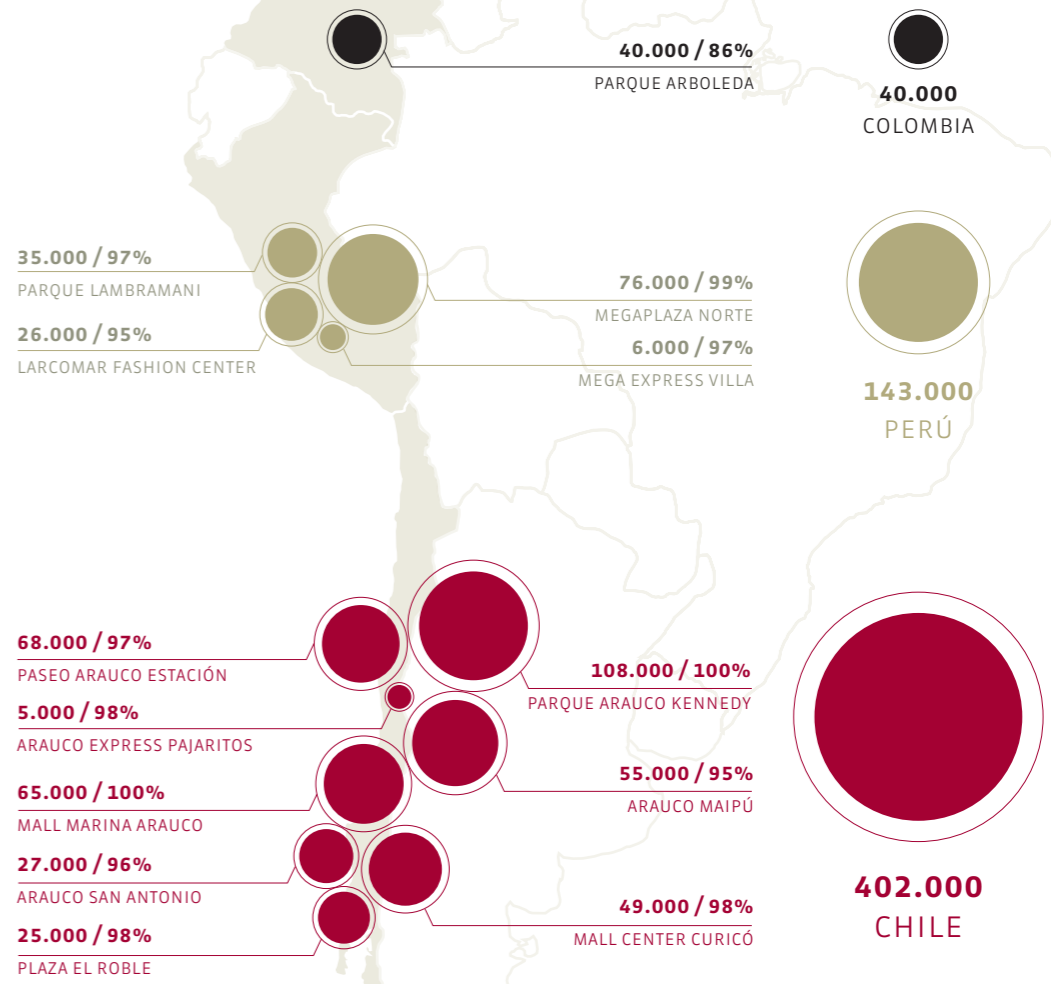 40.000 / 86%
PARQUE ARBOLEDA
40.000
COLOMBIA
35.000 / 97%
PARQUE LAMBRAMANI
26.000 / 95%
LARCOMAR FASHION CENTER
76.000 / 99%
MEGAPLAZA NORTE
6.000 / 97%
MEGA EXPRESS VILLA
143.000
PERÚ
68.000 / 97%
PASEO ARAUCO ESTACIÓN
5.000 / 98%
ARAUCO EXPRESS PAJARITOS
65.000 / 100%
MALL MARINA ARAUCO
27.000 / 96%
ARAUCO SAN ANTONIO
25.000 / 98%
PLAZA EL ROBLE
108.000 / 100%
PARQUE ARAUCO KENNEDY
55.000 / 95%
ARAUCO MAIPÚ
49.000 / 98%
MALL CENTER CURICÓ
402.000
CHILE